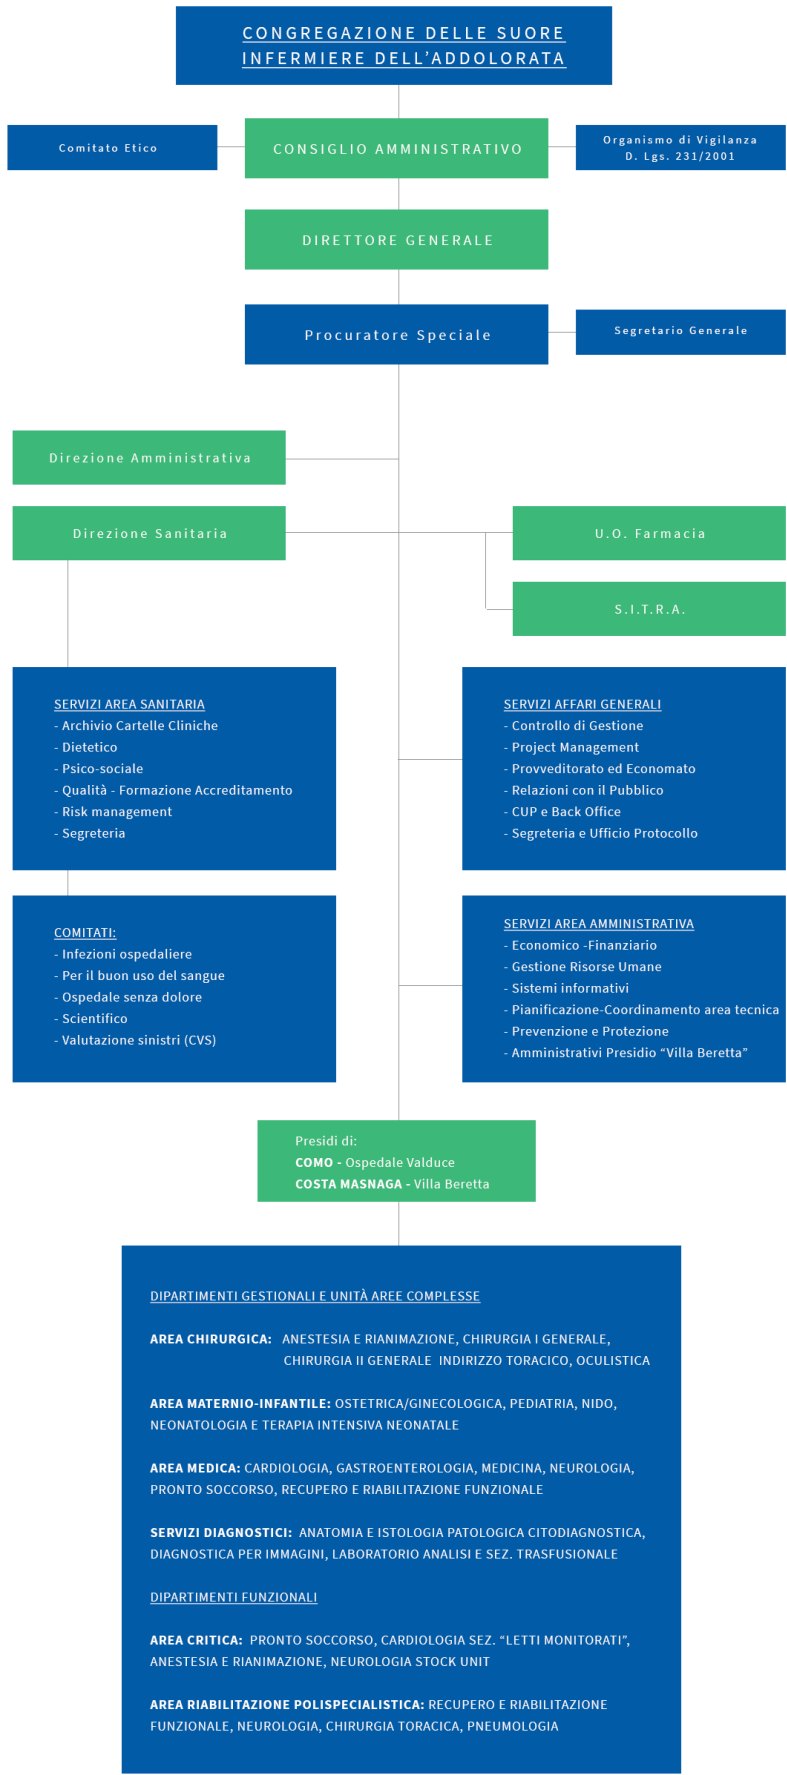 CONGREGAZIONE DELLE SUORE
INFERMIERE DELL’ADDOLORATA
Comitato Etico
CONSIGLIO AMMINISTRATIVO
Organismo di Vigilanza
D. Lgs. 231/2001
DIRETTORE GENERALE
Procuratore Speciale
Segretario Generale
Direzione Amministrativa
Direzione Sanitaria
U.O. Farmacia
S.I.T.R.A.
SERVIZI AREA SANITARIA
- Archivio Cartelle Cliniche
- Dietetico
- Psico-sociale
- Qualità - Formazione Accreditamento
- Risk management
- Segreteria
SERVIZI AFFARI GENERALI
- Controllo di Gestione
- Project Management
- Provveditorato ed Economato
- Relazioni con il Pubblico
- CUP e Back Office
- Segreteria e Ufficio Protocollo
COMITATI:
- Infezioni ospedaliere
- Per il buon uso del sangue
- Ospedale senza dolore
- Scientifico
- Valutazione sinistri (CVS)
SERVIZI AREA AMMINISTRATIVA
- Economico -Finanziario
- Gestione Risorse Umane
- Sistemi informativi
- Pianificazione-Coordinamento area tecnica
- Prevenzione e Protezione
- Amministrativi Presidio “Villa Beretta”
Presidi di:
COMO - Ospedale Valduce
COSTA MASNAGA - Villa Beretta
DIPARTIMENTI GESTIONALI E UNITÀ AREE COMPLESSE
AREA CHIRURGICA: ANESTESIA E RIANIMAZIONE, CHIRURGIA I GENERALE,
CHIRURGIA II GENERALE INDIRIZZO TORACICO, OCULISTICA
AREA MATERNIO-INFANTILE: OSTETRICA/GINECOLOGICA, PEDIATRIA, NIDO,
NEONATOLOGIA E TERAPIA INTENSIVA NEONATALE
AREA MEDICA: CARDIOLOGIA, GASTROENTEROLOGIA, MEDICINA, NEUROLOGIA,
PRONTO SOCCORSO, RECUPERO E RIABILITAZIONE FUNZIONALE
SERVIZI DIAGNOSTICI: ANATOMIA E ISTOLOGIA PATOLOGICA CITODIAGNOSTICA,
DIAGNOSTICA PER IMMAGINI, LABORATORIO ANALISI E SEZ. TRASFUSIONALE
DIPARTIMENTI FUNZIONALI
AREA CRITICA: PRONTO SOCCORSO, CARDIOLOGIA SEZ. “LETTI MONITORATI”,
ANESTESIA E RIANIMAZIONE, NEUROLOGIA STOCK UNIT
AREA RIABILITAZIONE POLISPECIALISTICA: RECUPERO E RIABILITAZIONE
FUNZIONALE, NEUROLOGIA, CHIRURGIA TORACICA, PNEUMOLOGIA